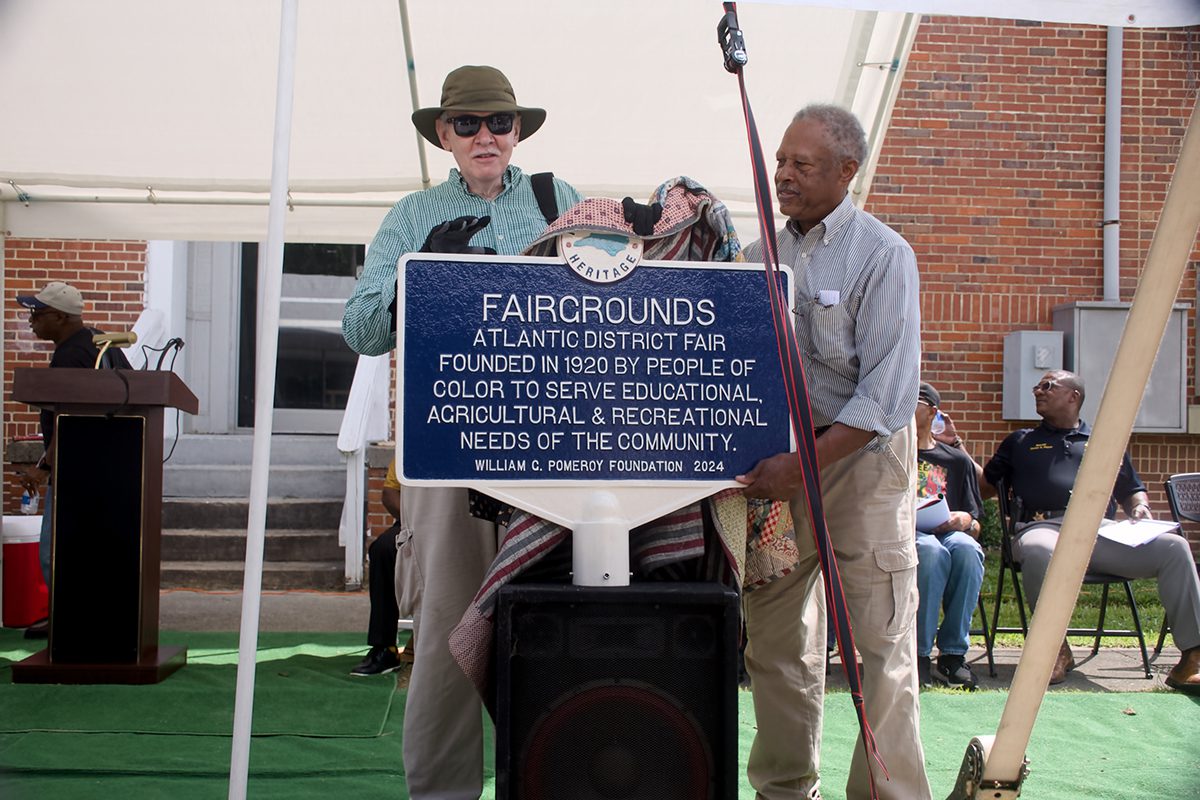 HERITAGE
FAIRGROUNDS
ATLANTIC DISTRICT FAIR
FOUNDED IN 1920 BY PEOPLE OF
COLOR TO SERVE EDUCATIONAL,
AGRICULTURAL & RECREATIONAL
NEEDS OF THE COMMUNITY.
WILLIAM C. POMEROY FOUNDATION 2024